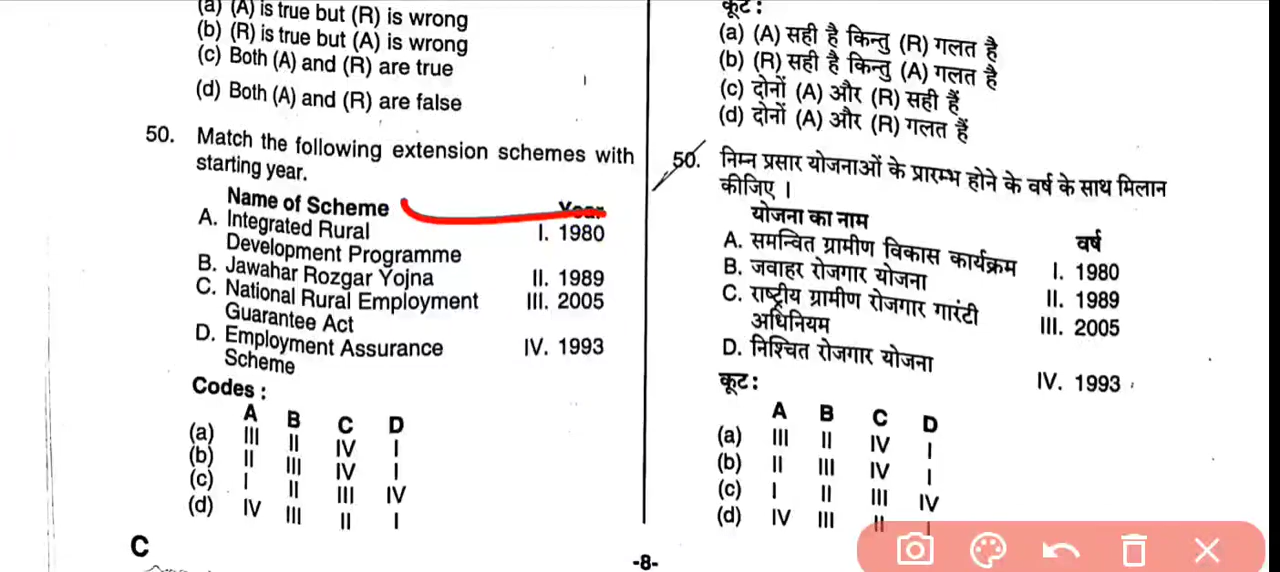 (a) (A) is true but (R) is wrong
(b) (R) is true but (A) is wrong
(c) Both (A) and (R) are true
(d) Both (A) and (R) are false
50. Match the following extension schemes with
starting year.
Name of Scheme Year
A. Integrated Rural I. 1980
Development Programme
B. Jawahar Rozgar Yojna II. 1989
C. National Rural Employment III. 2005
Guarantee Act
D. Employment Assurance IV. 1993
Scheme
Codes :
A B C D
(a) III II IV I
(b) II III IV I
(c) I II III IV
(d) IV III II I
C
कूट :
(a) (A) सही है किन्तु (R) गलत है
(b) (R) सही है किन्तु (A) गलत है
(c) दोनों (A) और (R) सही हैं
(d) दोनों (A) और (R) गलत हैं
50. निम्न प्रसार योजनाओं के प्रारम्भ होने के वर्ष के साथ मिलान
कीजिए ।
योजना का नाम वर्ष
A. समन्वित ग्रामीण विकास कार्यक्रम I. 1980
B. जवाहर रोजगार योजना II. 1989
C. राष्ट्रीय ग्रामीण रोजगार गारंटी III. 2005
अधिनियम
D. निश्चित रोजगार योजना IV. 1993
कूट :
A B C D
(a) III II IV I
(b) II III IV I
(c) I II III IV
(d) IV III II I
-8-